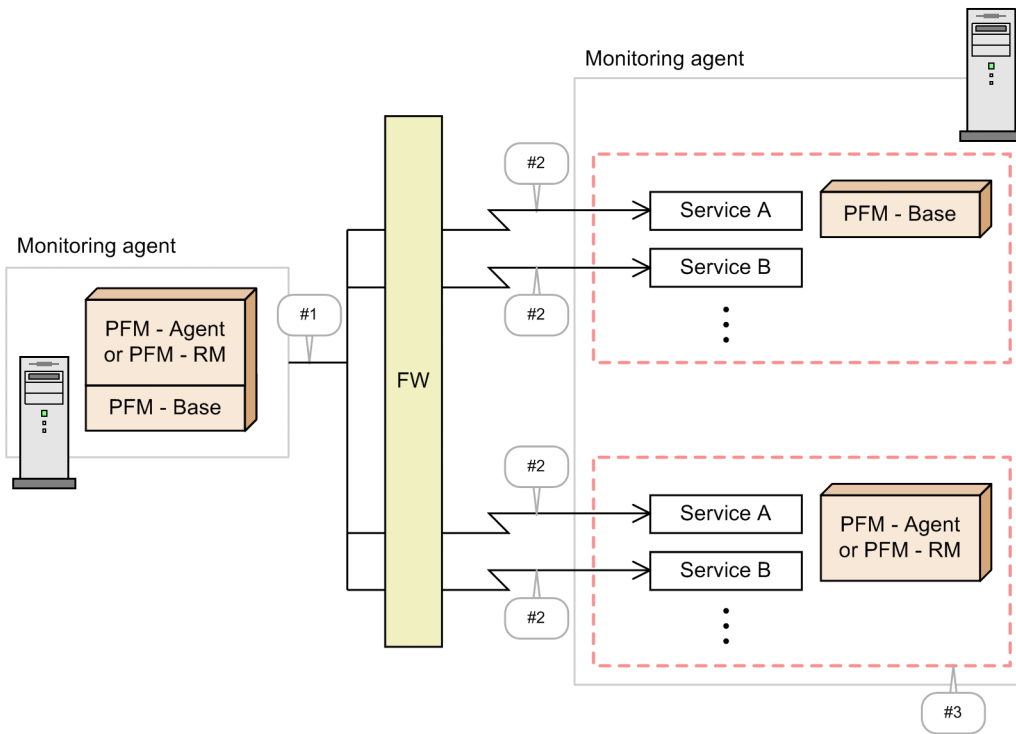 Monitoring agent
#2
Service A
PFM - Base
Monitoring agent
Service B
#1
#2
PFM - Agent
or PFM - RM
FW
PFM - Base
#2
Service A
PFM - Agent
or PFM - RM
Service B
#2
#3